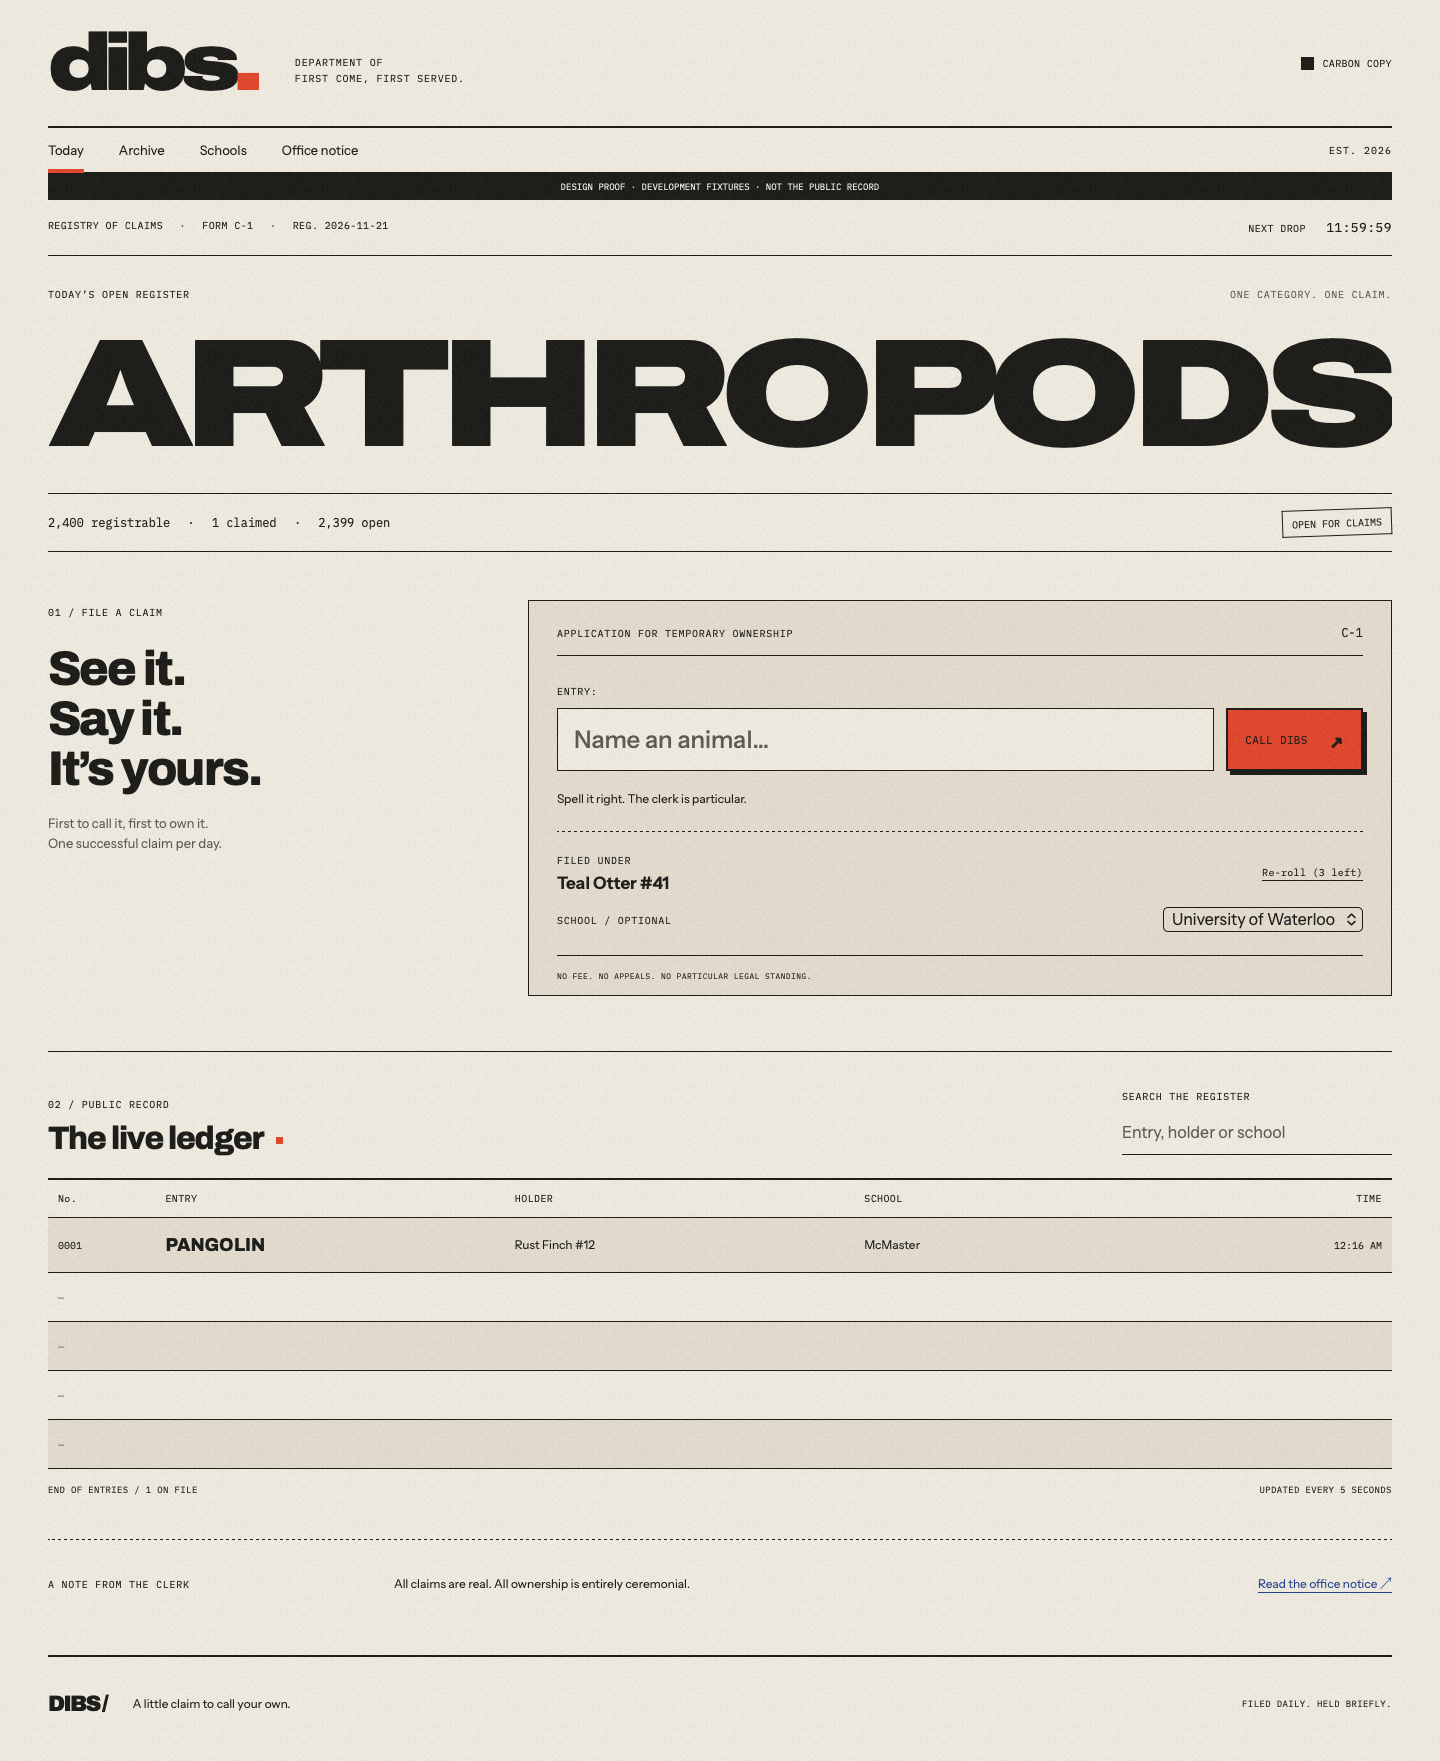 dibs.
DEPARTMENT OF
FIRST COME, FIRST SERVED.
CARBON COPY
Today Archive Schools Office notice EST. 2026
DESIGN PROOF · DEVELOPMENT FIXTURES · NOT THE PUBLIC RECORD
REGISTRY OF CLAIMS · FORM C-1 · REG. 2026-11-21 NEXT DROP 11:59:59
TODAY'S OPEN REGISTER ONE CATEGORY. ONE CLAIM.
ARTHROPODS
2,400 registrable · 1 claimed · 2,399 open OPEN FOR CLAIMS
01 / FILE A CLAIM
See it.
Say it.
It’s yours.
First to call it, first to own it.
One successful claim per day.
APPLICATION FOR TEMPORARY OWNERSHIP C-1
ENTRY:
Name an animal… CALL DIBS ↗
Spell it right. The clerk is particular.
FILED UNDER
Teal Otter #41 Re-roll (3 left)
SCHOOL / OPTIONAL University of Waterloo
NO FEE. NO APPEALS. NO PARTICULAR LEGAL STANDING.
02 / PUBLIC RECORD
The live ledger
SEARCH THE REGISTER
Entry, holder or school
No. ENTRY HOLDER SCHOOL TIME
0001 PANGOLIN Rust Finch #12 McMaster 12:16 AM
—
—
—
—
END OF ENTRIES / 1 ON FILE UPDATED EVERY 5 SECONDS
A NOTE FROM THE CLERK All claims are real. All ownership is entirely ceremonial. Read the office notice ↗
DIBS/ A little claim to call your own. FILED DAILY. HELD BRIEFLY.